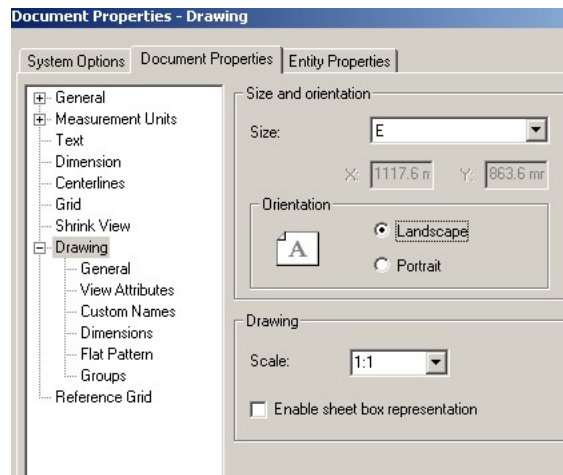 Document Properties - Drawing
System Options Document Properties Entity Properties
General
Measurement Units
Text
Dimension
Centerlines
Grid
Shrink View
Drawing
General
View Attributes
Custom Names
Dimensions
Flat Pattern
Groups
Reference Grid
Size and orientation
Size: E
X: 1117.6 m Y: 863.6 mm
Orientation
A
Landscape
Portrait
Drawing
Scale: 1:1
Enable sheet box representation